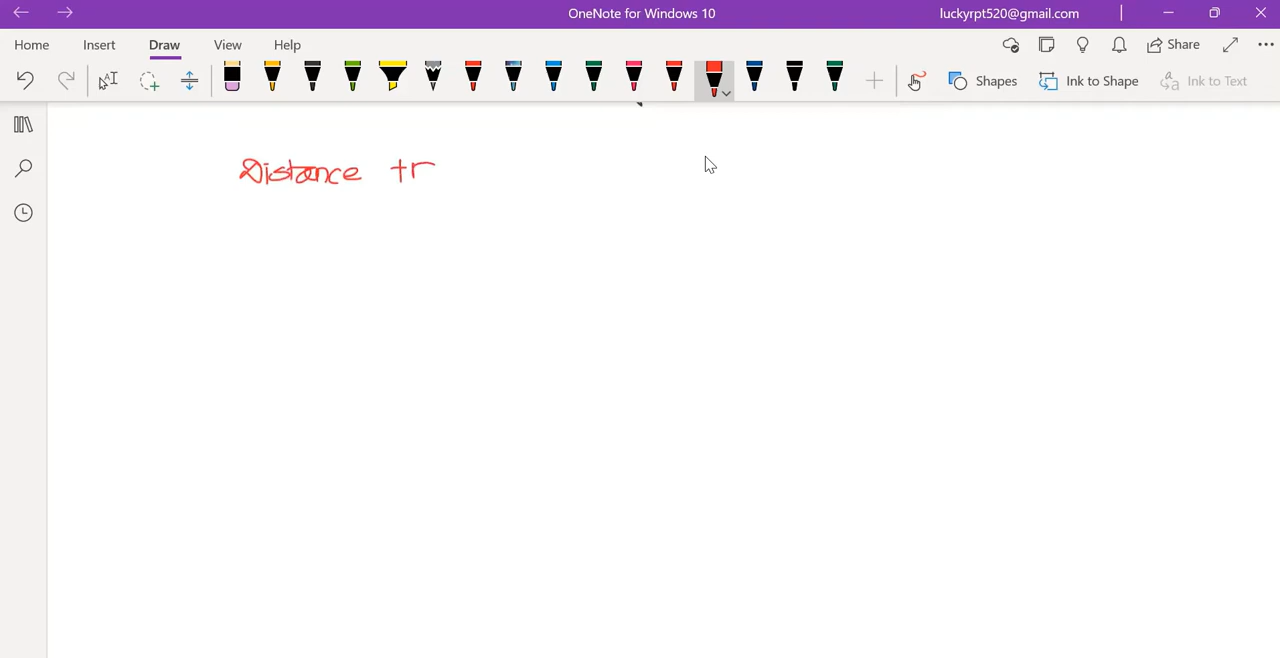 OneNote for Windows 10
luckyrpt520@gmail.com
Home Insert Draw View Help
Share
Shapes Ink to Shape Ink to Text
Distance tr